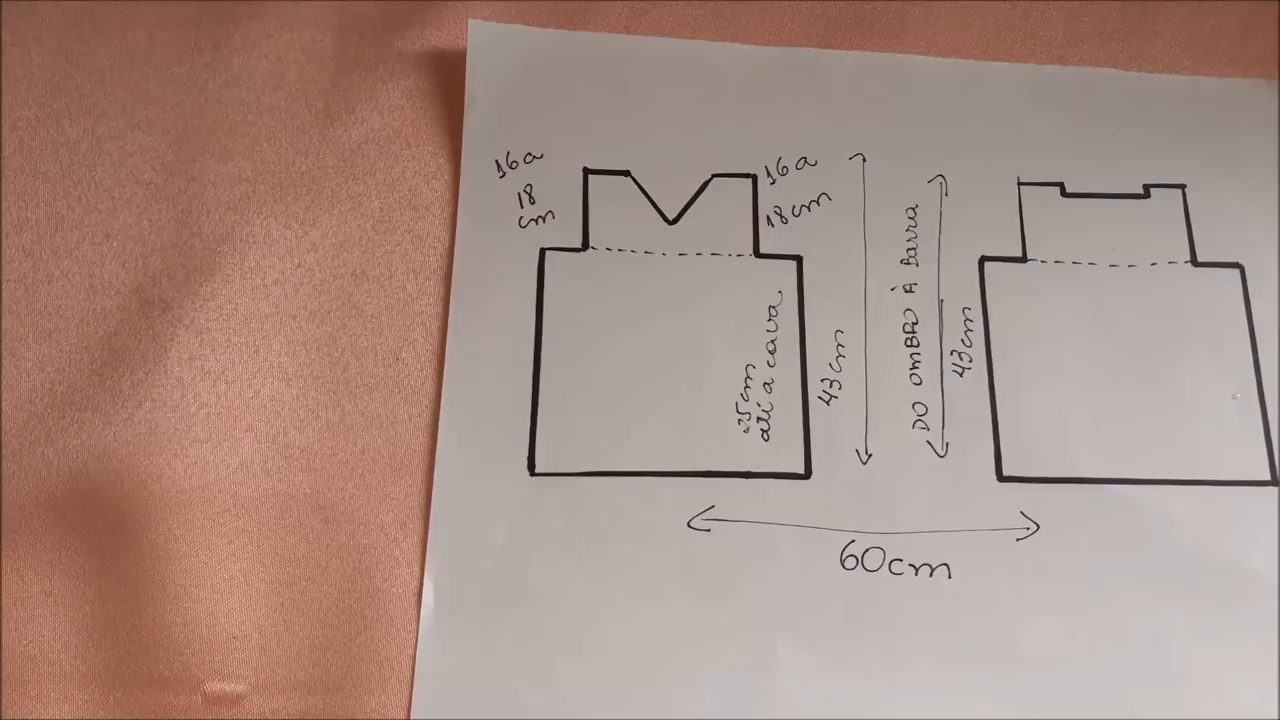 16a
18
cm
16a
18cm
25cm
até a cava
43cm
DO OMBRO À Barra
43cm
60cm